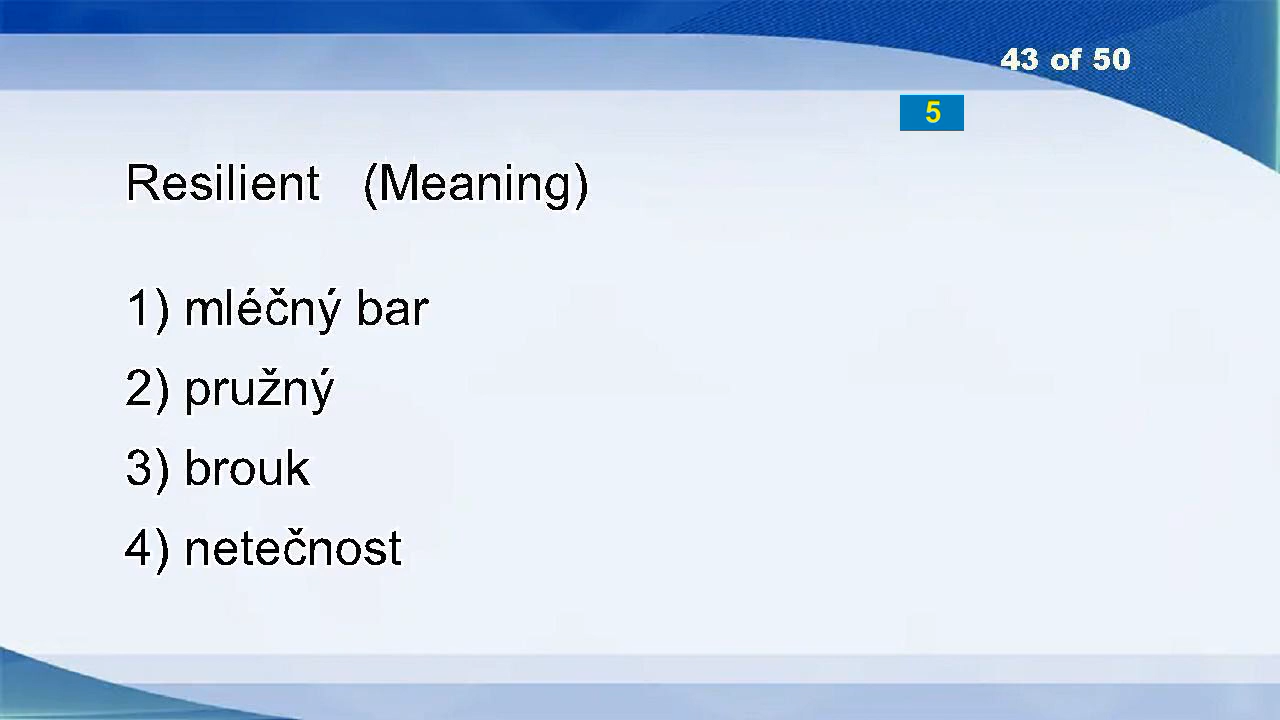 43 of 50
5
Resilient (Meaning)
1) mléčný bar
2) pružný
3) brouk
4) netečnost